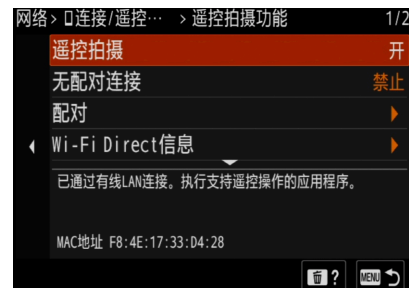 网络>▯连接/遥控… >遥控拍摄功能 1/2
遥控拍摄 开
无配对连接 禁止
配对
Wi-Fi Direct信息
已通过有线LAN连接。执行支持遥控操作的应用程序。
MAC地址 F8:4E:17:33:D4:28
? MENU